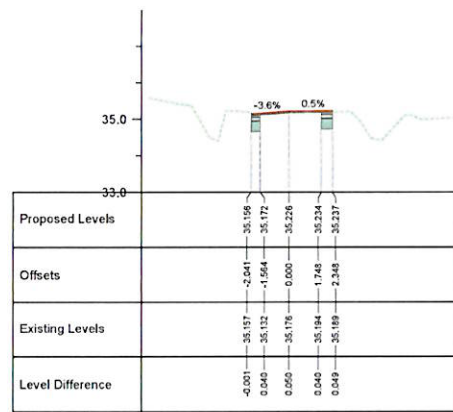 -3.6% 0.5%
35.0
33.0
Proposed Levels 35.156 35.172 35.226 35.234 35.237
Offsets -2.041 -1.564 0.000 1.748 2.348
Existing Levels 35.157 35.132 35.176 35.194 35.189
Level Difference -0.001 0.040 0.050 0.040 0.049